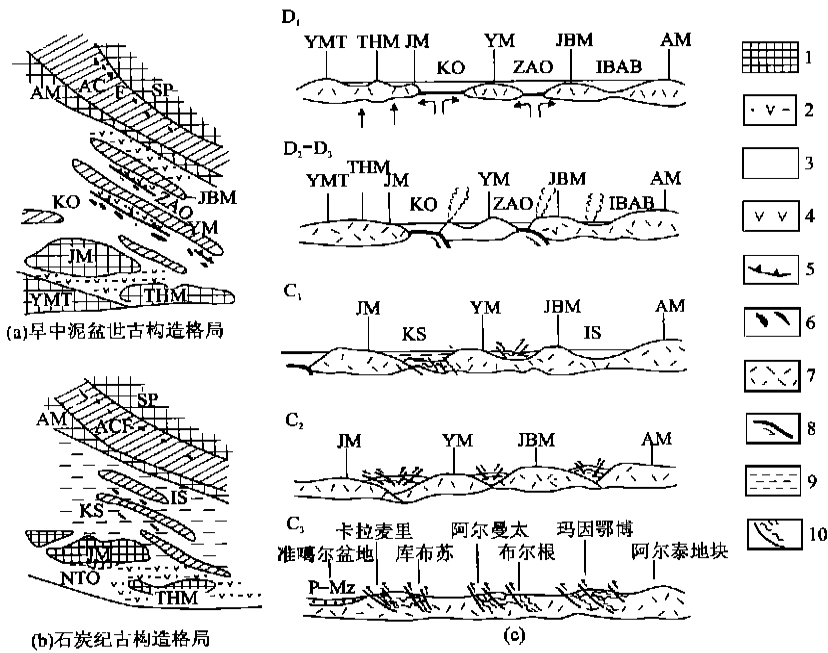 AC F SP
AM
KO
ZAO
JBM
YM
JM
YMT THM
(a)早中泥盆世古构造格局
SP
AM ACF
IS
KS
JM
NTO
THM
(b)石炭纪古构造格局
D₁
YMT THM JM YM JBM AM
KO ZAO IBAB
D₂-D₃
THM
YMT JM YM JBM AM
KO ZAO IBAB
C₁
JM YM JBM AM
KS IS
C₂
JM YM JBM AM
C₃
卡拉麦里 阿尔曼太 玛因鄂博
准噶尔盆地 库布苏 布尔根 阿尔泰地块
P-Mz
(c)
1
2
3
4
5
6
7
8
9
10